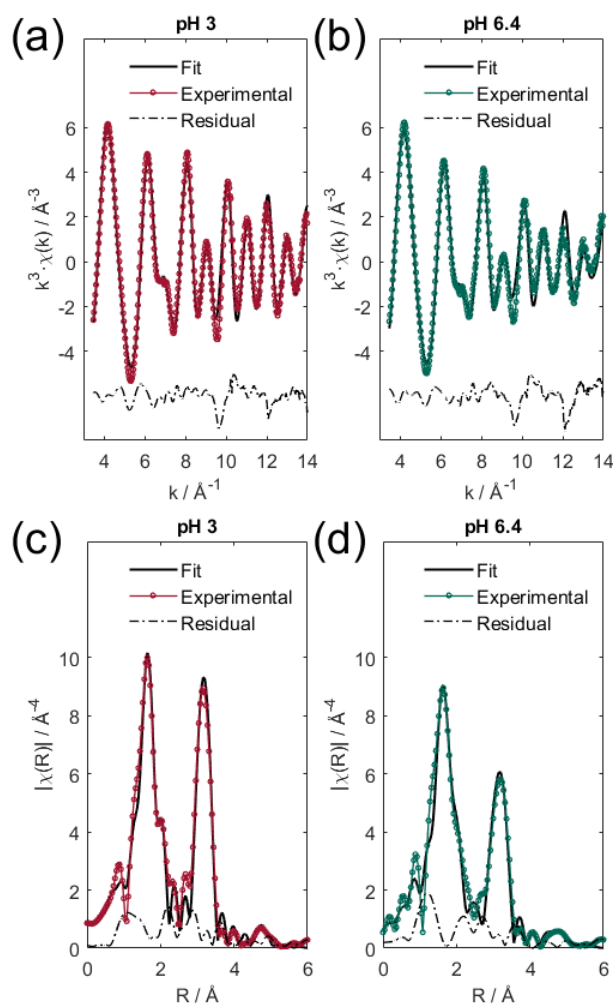 (a)
pH 3
Fit
Experimental
Residual
6
4
2
0
-2
-4
k³·χ(k) / Å⁻³
4 6 8 10 12 14
k / Å⁻¹
(b)
pH 6.4
Fit
Experimental
Residual
6
4
2
0
-2
-4
k³·χ(k) / Å⁻³
4 6 8 10 12 14
k / Å⁻¹
(c)
pH 3
Fit
Experimental
Residual
10
8
6
4
2
0
|χ(R)| / Å⁻⁴
0 2 4 6
R / Å
(d)
pH 6.4
Fit
Experimental
Residual
10
8
6
4
2
0
|χ(R)| / Å⁻⁴
0 2 4 6
R / Å